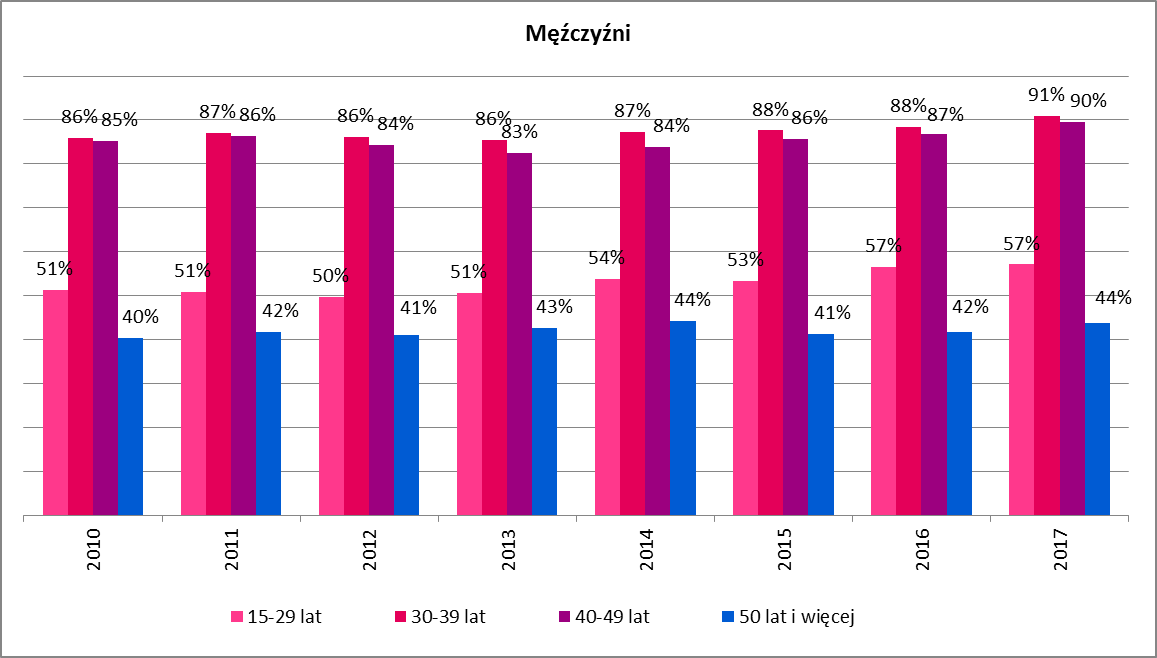 Mężczyźni
86% 85% 87% 86% 86% 84% 86% 83% 87% 84% 88% 86% 88% 87% 91% 90%
51% 51% 50% 51% 54% 53% 57% 57%
40% 42% 41% 43% 44% 41% 42% 44%
2010 2011 2012 2013 2014 2015 2016 2017
15-29 lat 30-39 lat 40-49 lat 50 lat i więcej